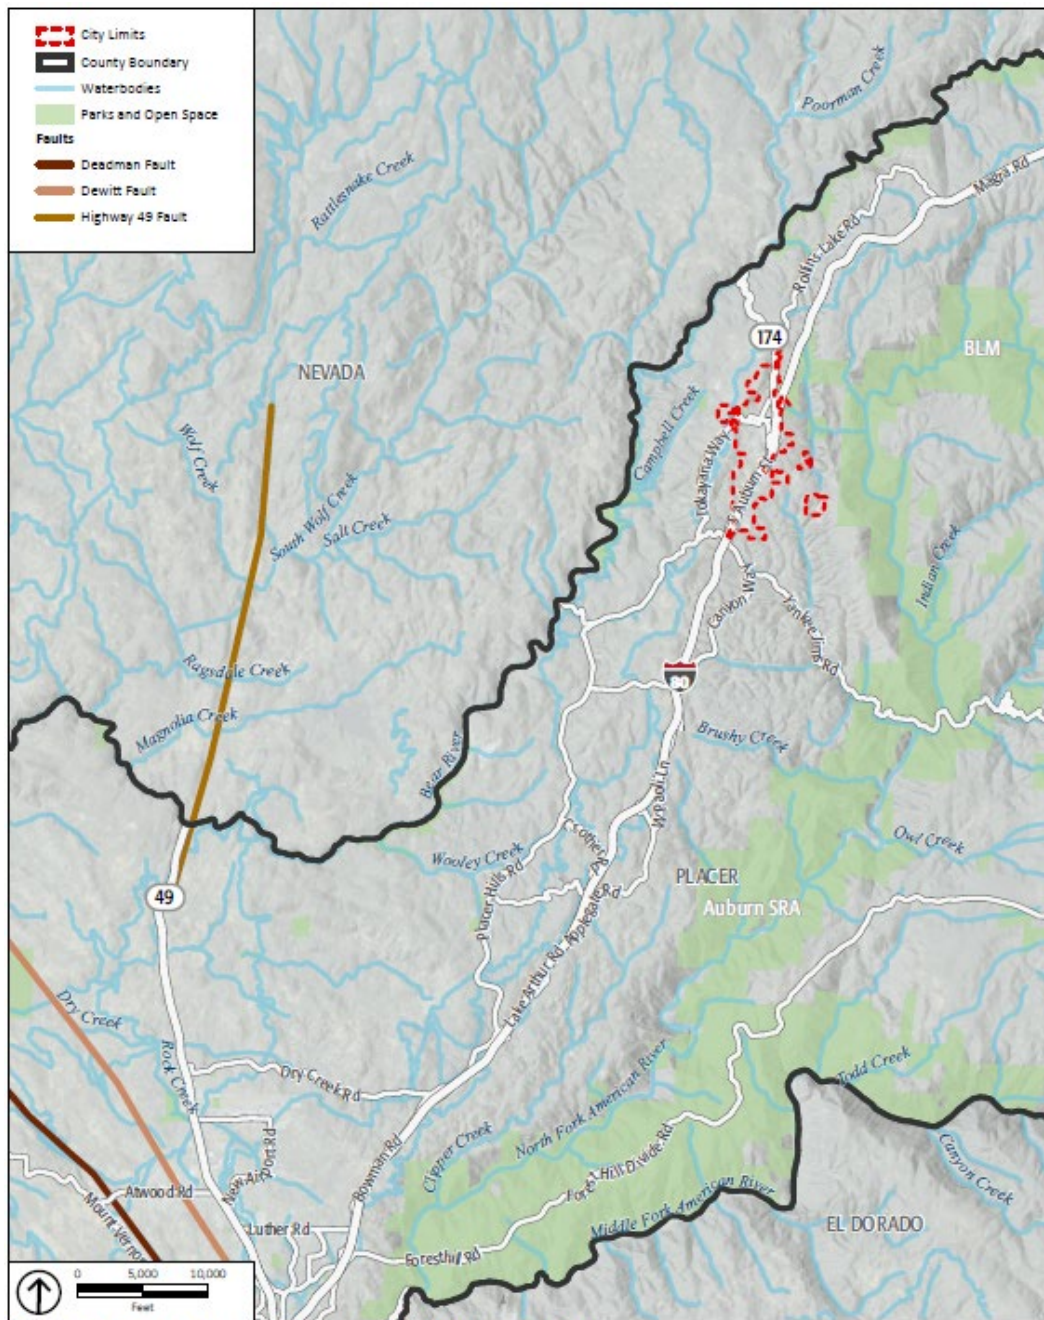 City Limits
County Boundary
Waterbodies
Parks and Open Space
Faults
Deadman Fault
Dewitt Fault
Highway 49 Fault
Poorman Creek
Rattlesnake Creek
Magra Rd
Rollins Lake Rd
174
BLM
NEVADA
Campbell Creek
Wolf Creek
Tokayana Way
Auburn
South Wolf Creek
Salt Creek
Indian Creek
Canyon Way
Yankee Jims Rd
Ragsdale Creek
80
Magnolia Creek
Brushy Creek
Bear River
W Paoli Ln
Owl Creek
Wooley Creek
Placer Hills Rd
PLACER
49
Applegate Rd
Auburn SRA
Lake Arthur Rd
Dry Creek
Rock Creek
Dry Creek Rd
Todd Creek
North Fork American River
Clipper Creek
Bowman Rd
New Airport Rd
Canyon Creek
Atwood Rd
Middle Fork American River
Mount Verno
Luther Rd
EL DORADO
Foresthill Rd
0 5,000 10,000
Feet